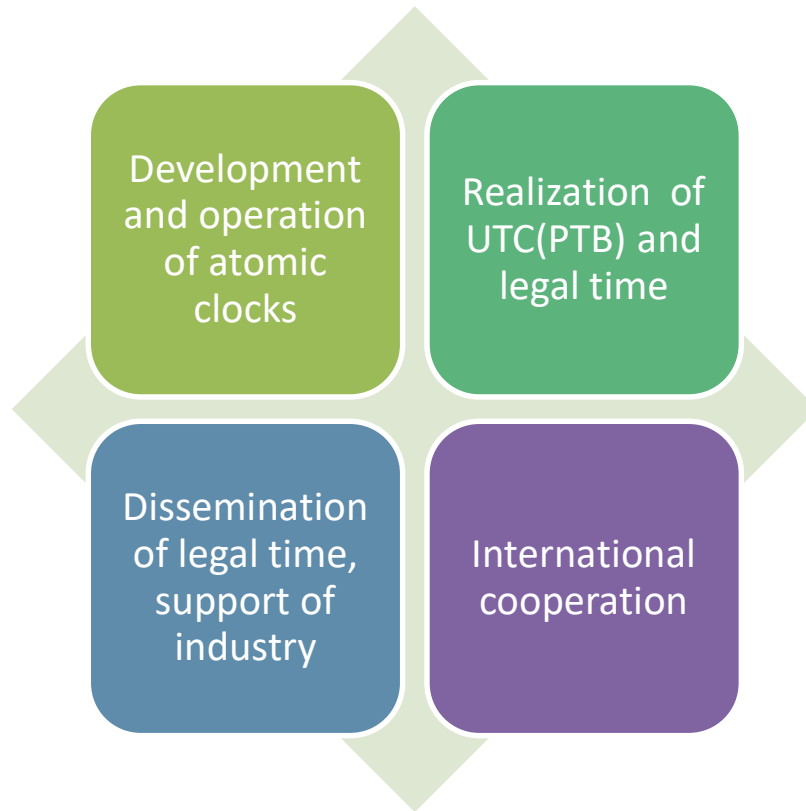 Development
and operation
of atomic
clocks
Realization  of
UTC(PTB) and
legal time
Dissemination
of legal time,
support of
industry
International
cooperation